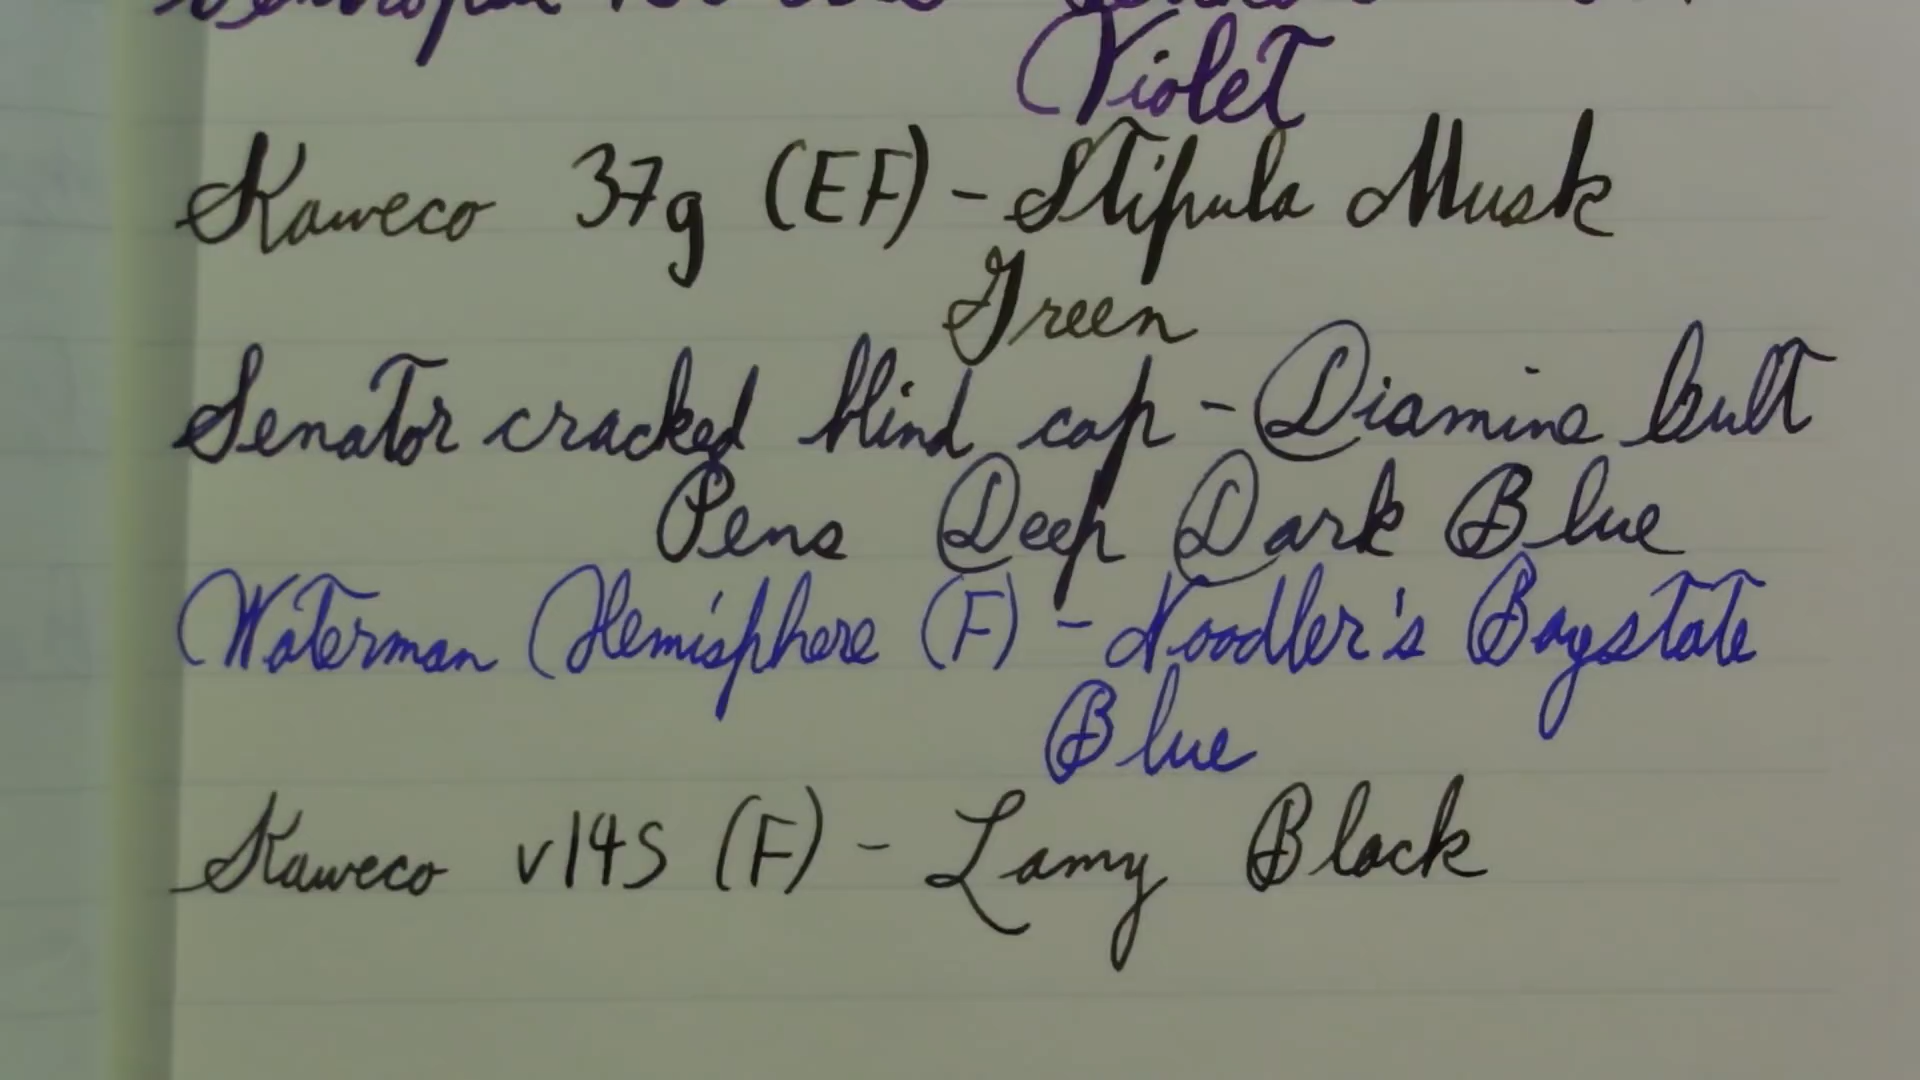 Violet
Kaweco 37g (EF) - Stipula Musk
Green
Senator cracked blind cap - Diamine Cult
Pens Deep Dark Blue
Waterman Hemisphere (F) - Noodler's Baystate
Blue
Kaweco v14S (F) - Lamy Black